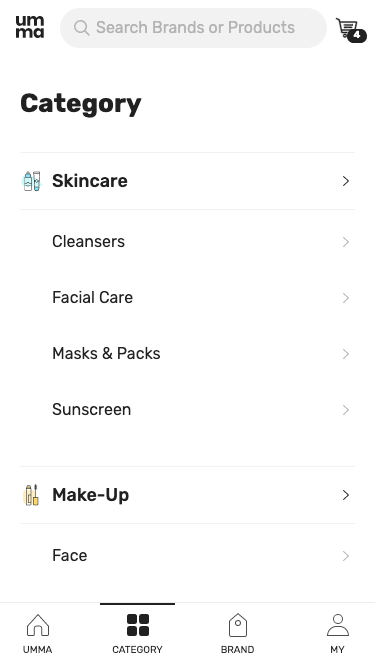 um
ma
Search Brands or Products
4
Category
Skincare
Cleansers
Facial Care
Masks & Packs
Sunscreen
Make-Up
Face
UMMA
CATEGORY
BRAND
MY